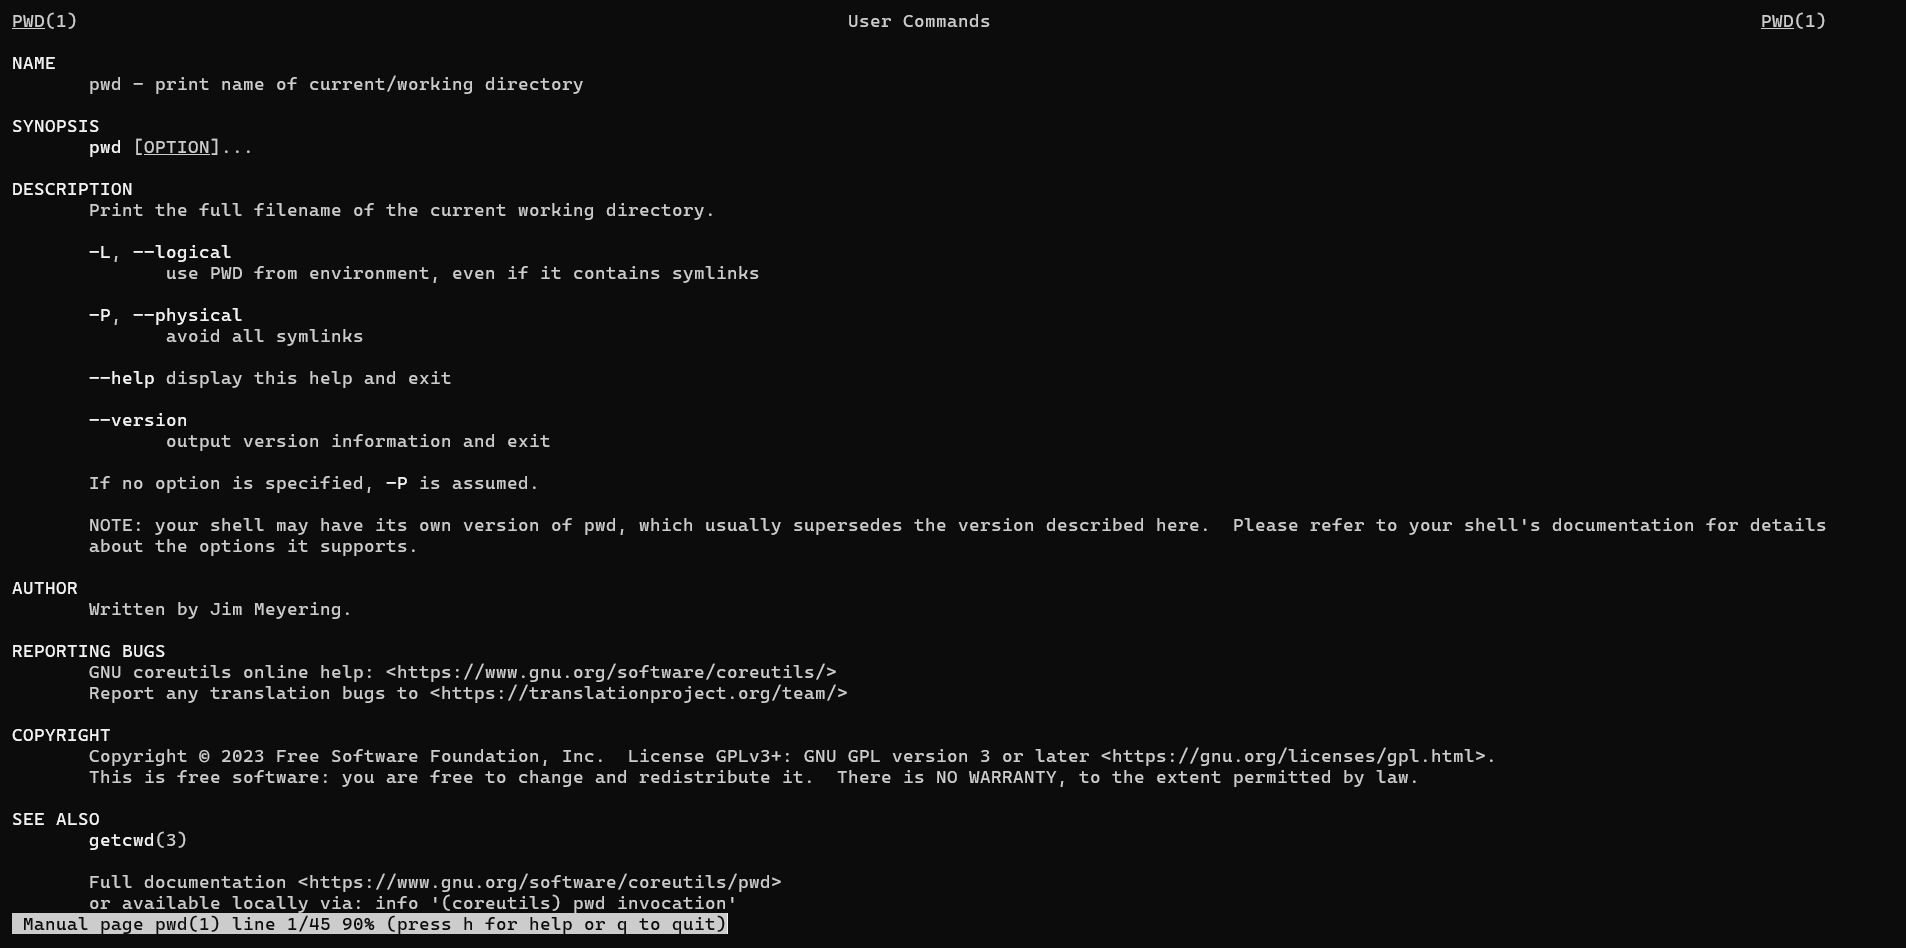 PWD(1) User Commands PWD(1)
NAME
pwd - print name of current/working directory
SYNOPSIS
pwd [OPTION]...
DESCRIPTION
Print the full filename of the current working directory.
-L, --logical
use PWD from environment, even if it contains symlinks
-P, --physical
avoid all symlinks
--help display this help and exit
--version
output version information and exit
If no option is specified, -P is assumed.
NOTE: your shell may have its own version of pwd, which usually supersedes the version described here.  Please refer to your shell's documentation for details
about the options it supports.
AUTHOR
Written by Jim Meyering.
REPORTING BUGS
GNU coreutils online help: <https://www.gnu.org/software/coreutils/>
Report any translation bugs to <https://translationproject.org/team/>
COPYRIGHT
Copyright © 2023 Free Software Foundation, Inc.  License GPLv3+: GNU GPL version 3 or later <https://gnu.org/licenses/gpl.html>.
This is free software: you are free to change and redistribute it.  There is NO WARRANTY, to the extent permitted by law.
SEE ALSO
getcwd(3)
Full documentation <https://www.gnu.org/software/coreutils/pwd>
or available locally via: info '(coreutils) pwd invocation'
Manual page pwd(1) line 1/45 90% (press h for help or q to quit)